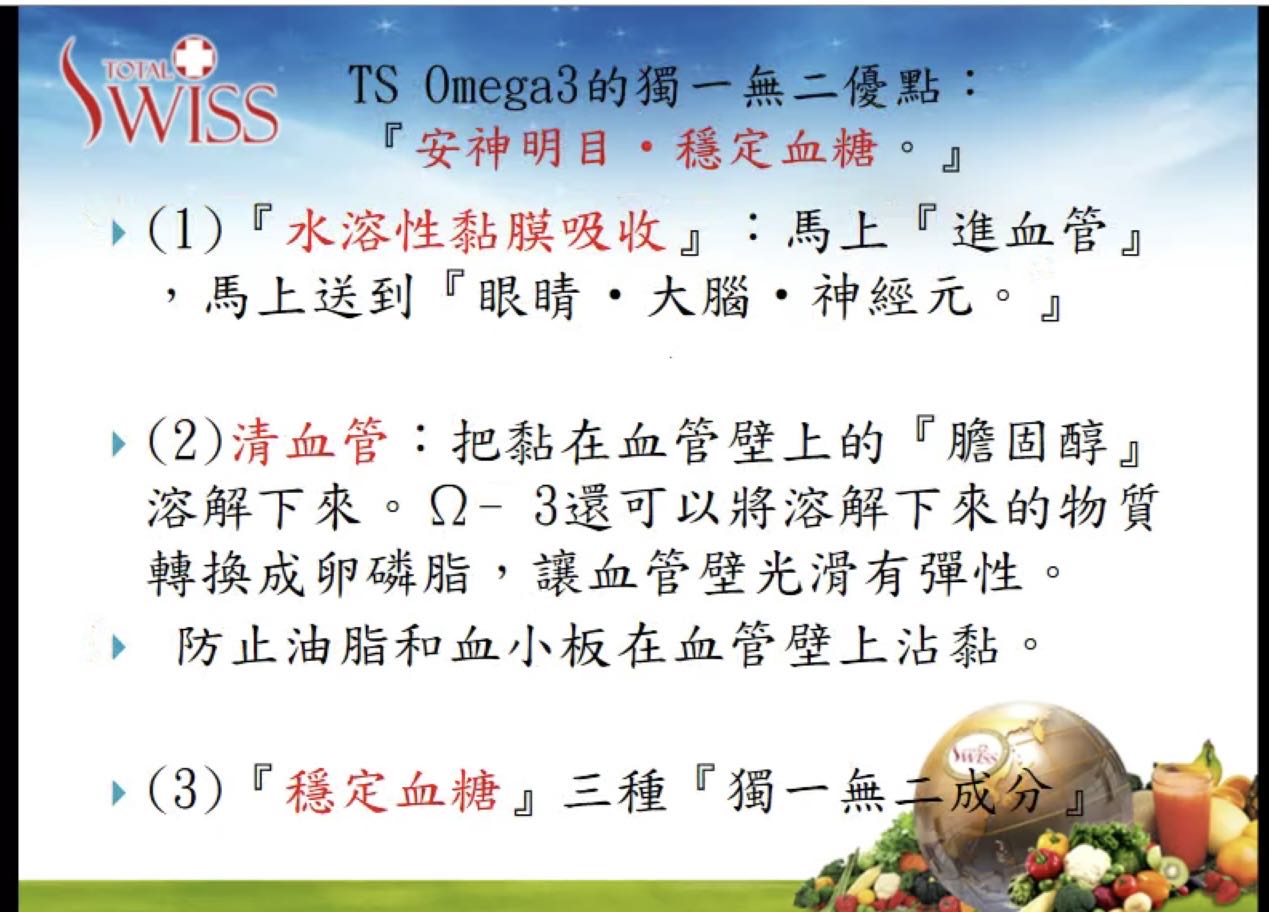 TOTAL
SWISS
TS Omega3的獨一無二優點：
『安神明目・穩定血糖。』
(1)『水溶性黏膜吸收』：馬上『進血管』
，馬上送到『眼睛・大腦・神經元。』
(2)清血管：把黏在血管壁上的『膽固醇』
溶解下來。Ω- 3還可以將溶解下來的物質
轉換成卵磷脂，讓血管壁光滑有彈性。
防止油脂和血小板在血管壁上沾黏。
(3)『穩定血糖』三種『獨一無二成分』
SWISS